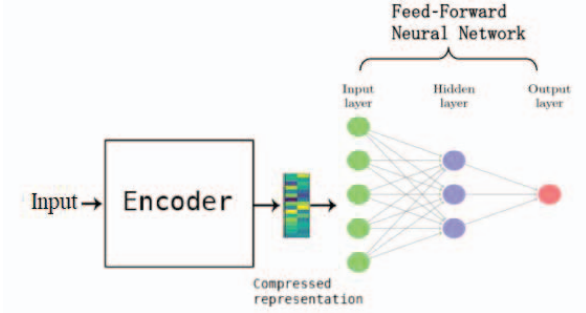 Feed-Forward
Neural Network
Input
layer
Hidden
layer
Output
layer
Input
Encoder
Compressed
representation